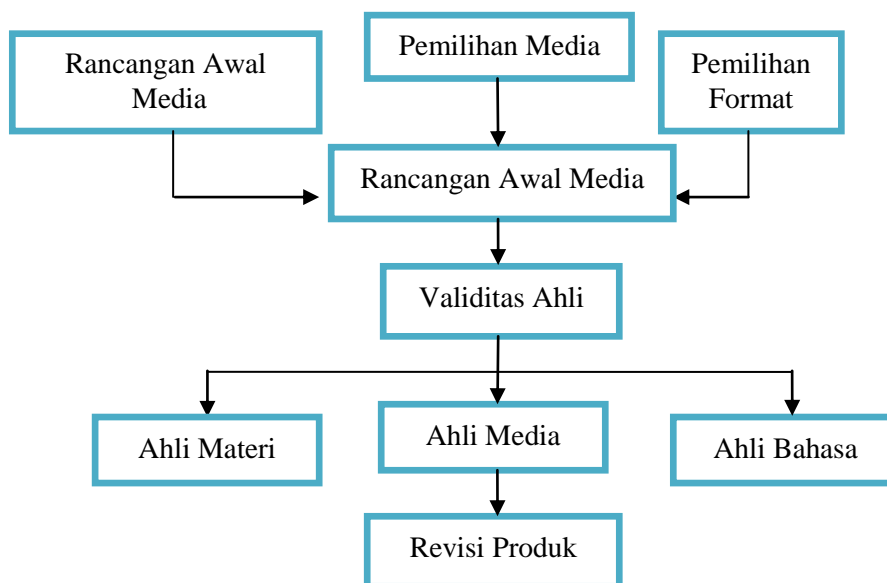 Rancangan Awal
Media
Pemilihan Media
Pemilihan
Format
Rancangan Awal Media
Validitas Ahli
Ahli Materi
Ahli Media
Ahli Bahasa
Revisi Produk